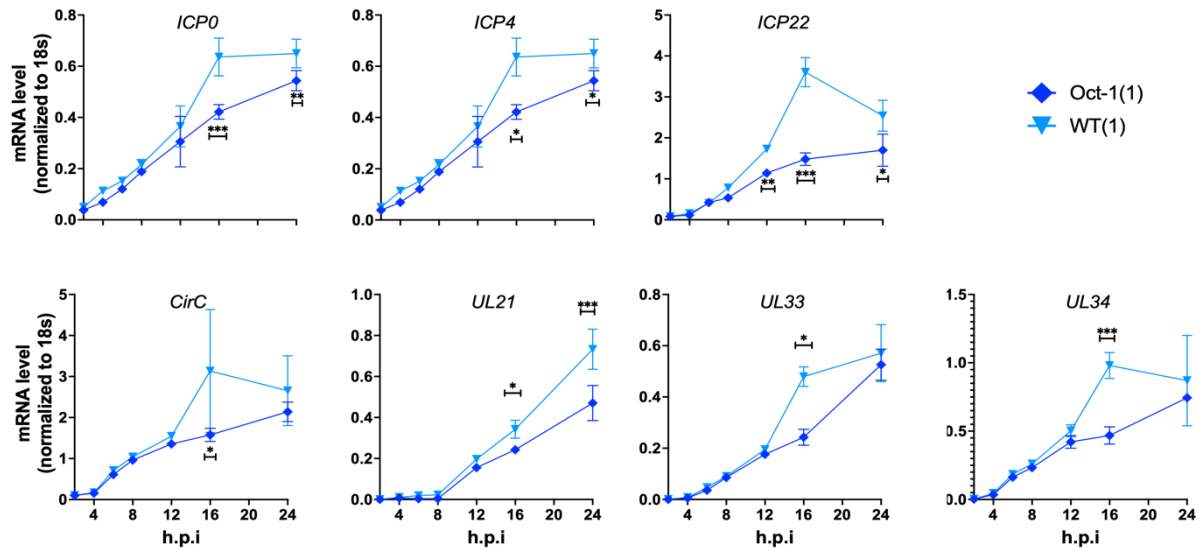 ICP0
ICP4
ICP22
mRNA level
(normalized to 18s)
0.8
0.6
0.4
0.2
0.0
***
**
0.8
0.6
0.4
0.2
0.0
*
*
5
4
3
2
1
0
**
***
*
Oct-1(1)
WT(1)
CirC
UL21
UL33
UL34
mRNA level
(normalized to 18s)
5
4
3
2
1
0
*
4 8 12 16 20 24
h.p.i
1.0
0.8
0.6
0.4
0.2
0.0
*
***
4 8 12 16 20 24
h.p.i
0.8
0.6
0.4
0.2
0.0
*
4 8 12 16 20 24
h.p.i
1.5
1.0
0.5
0.0
***
4 8 12 16 20 24
h.p.i